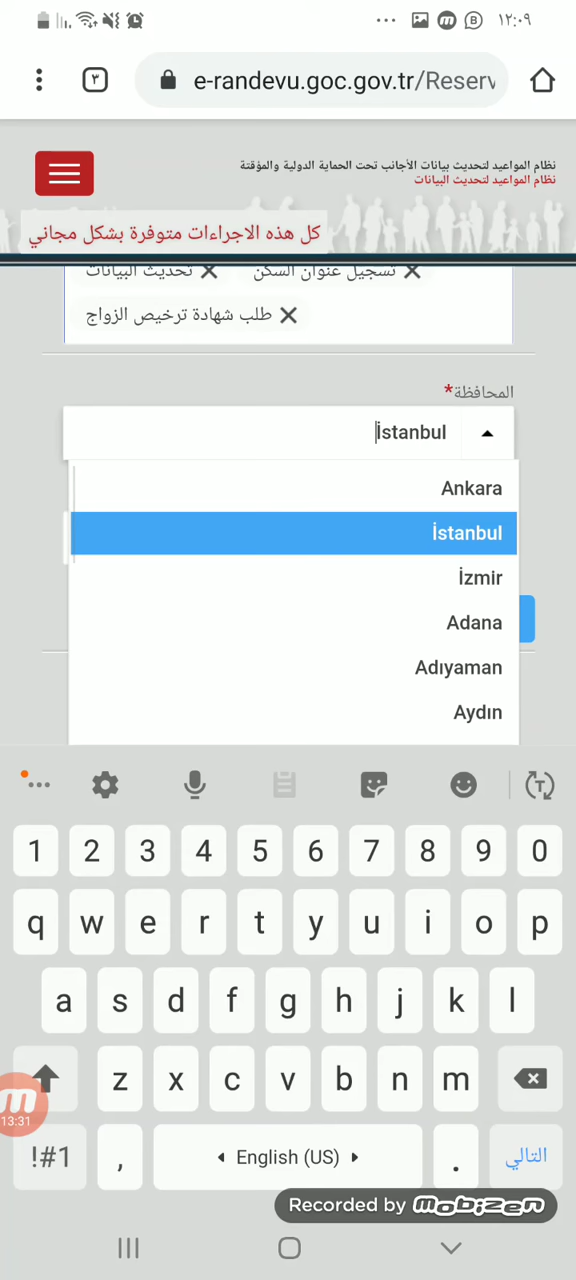 ١٢:٠٩
٣
e-randevu.goc.gov.tr/Reserv
نظام المواعيد لتحديث بيانات الأجانب تحت الحماية الدولية والمؤقتة
نظام المواعيد لتحديث البيانات
كل هذه الاجراءات متوفرة بشكل مجاني
تسجيل عنوان السكن
تحديث البيانات
طلب شهادة ترخيص الزواج
المحافظة*
İstanbul
Ankara
İstanbul
İzmir
Adana
Adıyaman
Aydın
1 2 3 4 5 6 7 8 9 0
q w e r t y u i o p
a s d f g h j k l
z x c v b n m
13:31
!#1 , English (US) . التالي
Recorded by mobizen